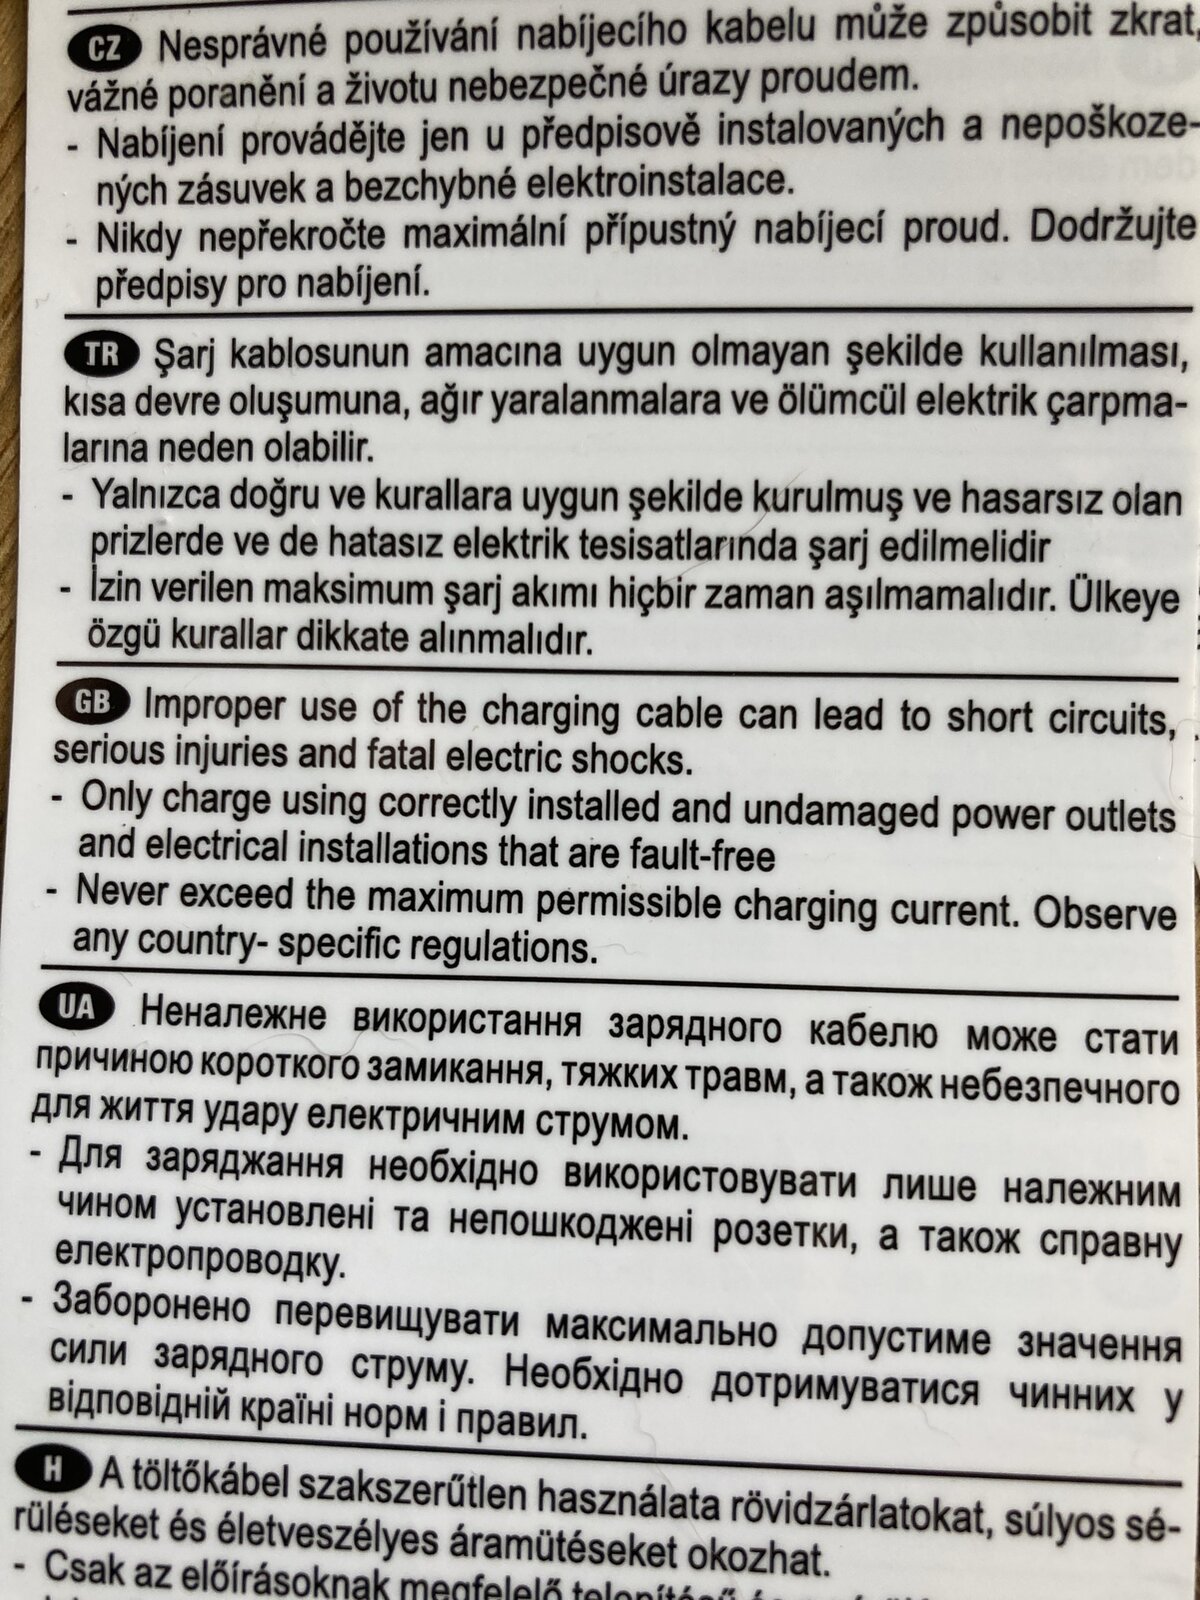 CZ Nesprávné používání nabíjecího kabelu může způsobit zkrat,
vážné poranění a životu nebezpečné úrazy proudem.
- Nabíjení provádějte jen u předpisově instalovaných a nepoškoze-
ných zásuvek a bezchybné elektroinstalace.
- Nikdy nepřekročte maximální přípustný nabíjecí proud. Dodržujte
předpisy pro nabíjení.
TR Şarj kablosunun amacına uygun olmayan şekilde kullanılması,
kısa devre oluşumuna, ağır yaralanmalara ve ölümcül elektrik çarpma-
larına neden olabilir.
- Yalnızca doğru ve kurallara uygun şekilde kurulmuş ve hasarsız olan
prizlerde ve de hatasız elektrik tesisatlarında şarj edilmelidir
- İzin verilen maksimum şarj akımı hiçbir zaman aşılmamalıdır. Ülkeye
özgü kurallar dikkate alınmalıdır.
GB Improper use of the charging cable can lead to short circuits,
serious injuries and fatal electric shocks.
- Only charge using correctly installed and undamaged power outlets
and electrical installations that are fault-free
- Never exceed the maximum permissible charging current. Observe
any country- specific regulations.
UA Неналежне використання зарядного кабелю може стати
причиною короткого замикання, тяжких травм, а також небезпечного
для життя удару електричним струмом.
- Для заряджання необхідно використовувати лише належним
чином установлені та непошкоджені розетки, а також справну
електропроводку.
- Заборонено перевищувати максимально допустиме значення
сили зарядного струму. Необхідно дотримуватися чинних у
відповідній країні норм і правил.
H A töltőkábel szakszerűtlen használata rövidzárlatokat, súlyos sé-
rüléseket és életveszélyes áramütéseket okozhat.
- Csak az előírásoknak megfelelő telepítésű